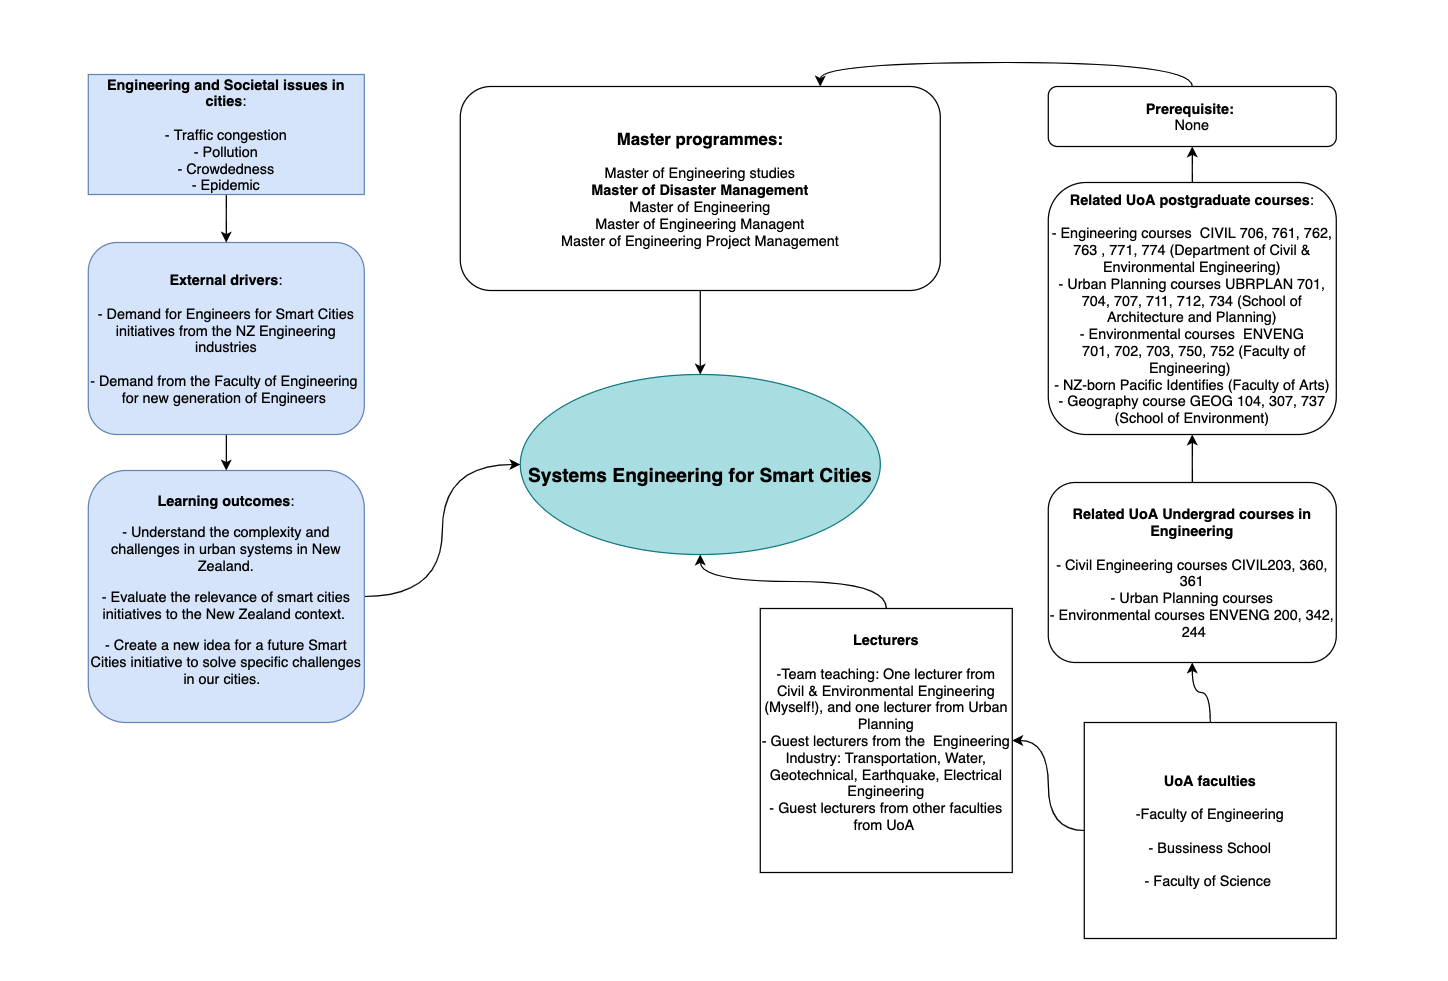 Engineering and Societal issues in
cities:
- Traffic congestion
- Pollution
- Crowdedness
- Epidemic
External drivers:
- Demand for Engineers for Smart Cities
initiatives from the NZ Engineering
industries
- Demand from the Faculty of Engineering
for new generation of Engineers
Learning outcomes:
- Understand the complexity and
challenges in urban systems in New
Zealand.
- Evaluate the relevance of smart cities
initiatives to the New Zealand context.
- Create a new idea for a future Smart
Cities initiative to solve specific challenges
in our cities.
Master programmes:
Master of Engineering studies
Master of Disaster Management
Master of Engineering
Master of Engineering Managent
Master of Engineering Project Management
Systems Engineering for Smart Cities
Lecturers
-Team teaching: One lecturer from
Civil & Environmental Engineering
(Myself!), and one lecturer from Urban
Planning
- Guest lecturers from the Engineering
Industry: Transportation, Water,
Geotechnical, Earthquake, Electrical
Engineering
- Guest lecturers from other faculties
from UoA
Prerequisite:
None
Related UoA postgraduate courses:
- Engineering courses CIVIL 706, 761, 762,
763 , 771, 774 (Department of Civil &
Environmental Engineering)
- Urban Planning courses UBRPLAN 701,
704, 707, 711, 712, 734 (School of
Architecture and Planning)
- Environmental courses ENVENG
701, 702, 703, 750, 752 (Faculty of
Engineering)
- NZ-born Pacific Identifies (Faculty of Arts)
- Geography course GEOG 104, 307, 737
(School of Environment)
Related UoA Undergrad courses in
Engineering
- Civil Engineering courses CIVIL203, 360,
361
- Urban Planning courses
- Environmental courses ENVENG 200, 342,
244
UoA faculties
-Faculty of Engineering
- Bussiness School
- Faculty of Science